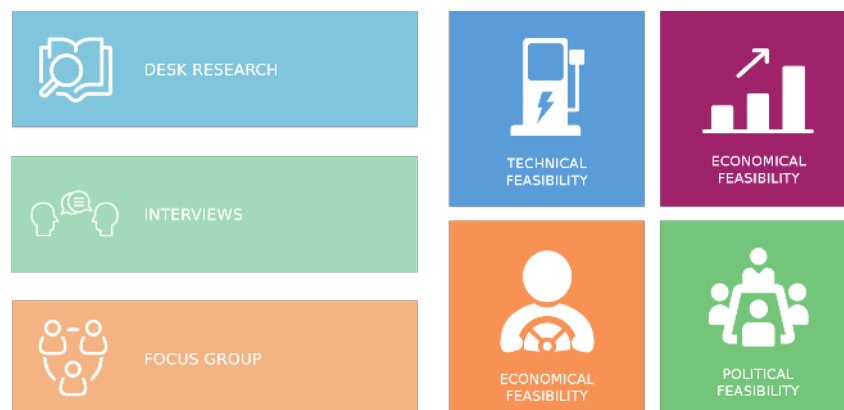 DESK RESEARCH
INTERVIEWS
FOCUS GROUP
TECHNICAL
FEASIBILITY
ECONOMICAL
FEASIBILITY
ECONOMICAL
FEASIBILITY
POLITICAL
FEASIBILITY